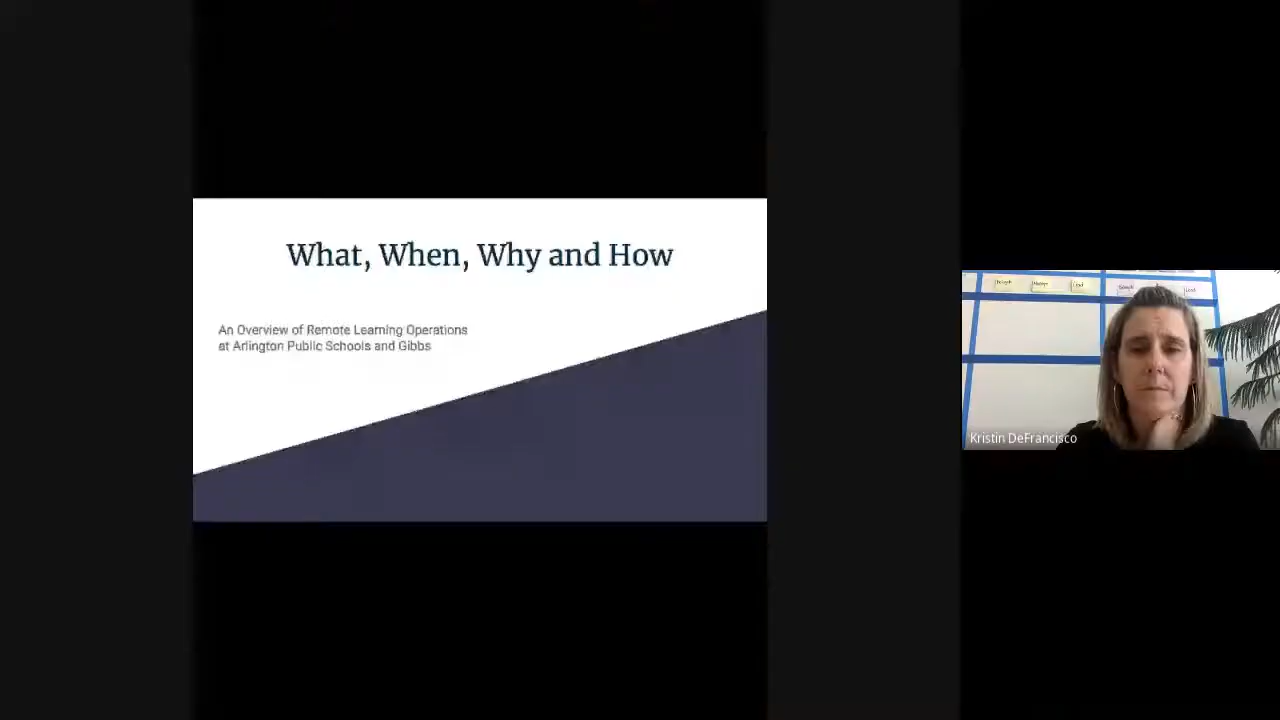 What, When, Why and How
An Overview of Remote Learning Operations
at Arlington Public Schools and Gibbs
Kristin DeFrancisco